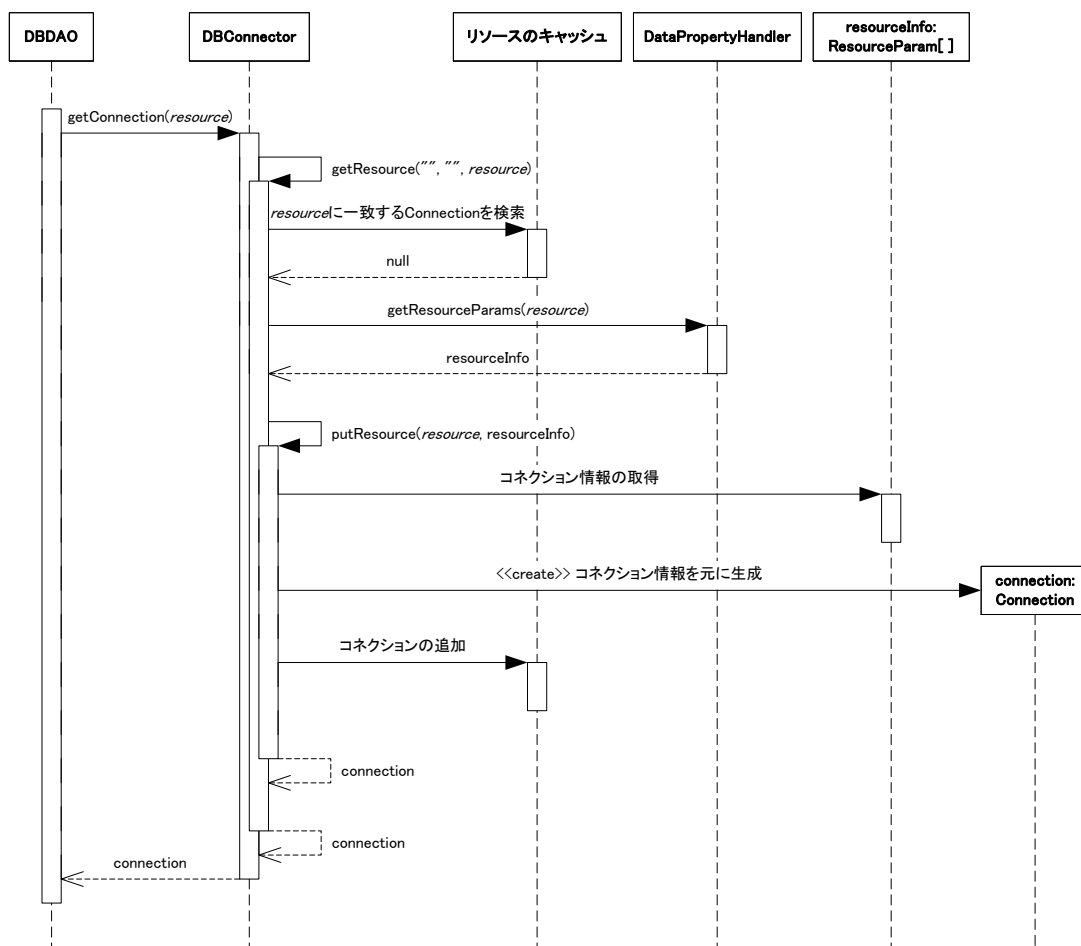 DBDAO
DBConnector
リソースのキャッシュ
DataPropertyHandler
resourceInfo:
ResourceParam[ ]
getConnection(resource)
getResource("", "", resource)
resourceに一致するConnectionを検索
null
getResourceParams(resource)
resourceInfo
putResource(resource, resourceInfo)
コネクション情報の取得
<<create>> コネクション情報を元に生成
connection:
Connection
コネクションの追加
connection
connection
connection